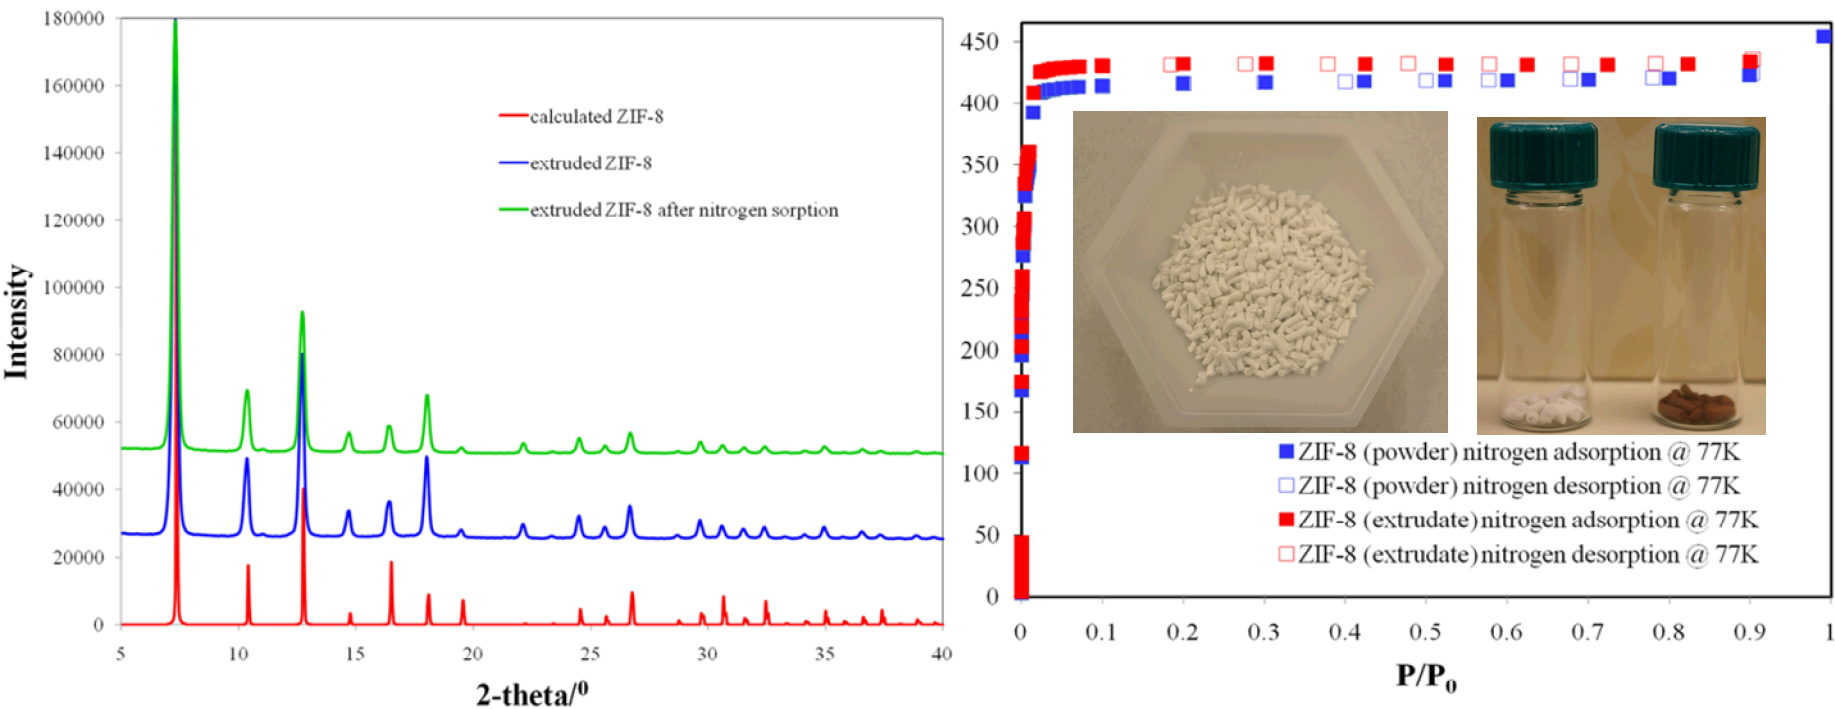 180000
160000
140000
120000
100000
80000
60000
40000
20000
0
Intensity
calculated ZIF-8
extruded ZIF-8
extruded ZIF-8 after nitrogen sorption
5 10 15 20 25 30 35 40
2-theta/⁰
450
400
350
300
250
200
150
100
50
0
ZIF-8 (powder) nitrogen adsorption @ 77K
ZIF-8 (powder) nitrogen desorption @ 77K
ZIF-8 (extrudate) nitrogen adsorption @ 77K
ZIF-8 (extrudate) nitrogen desorption @ 77K
0 0.1 0.2 0.3 0.4 0.5 0.6 0.7 0.8 0.9 1
P/P₀